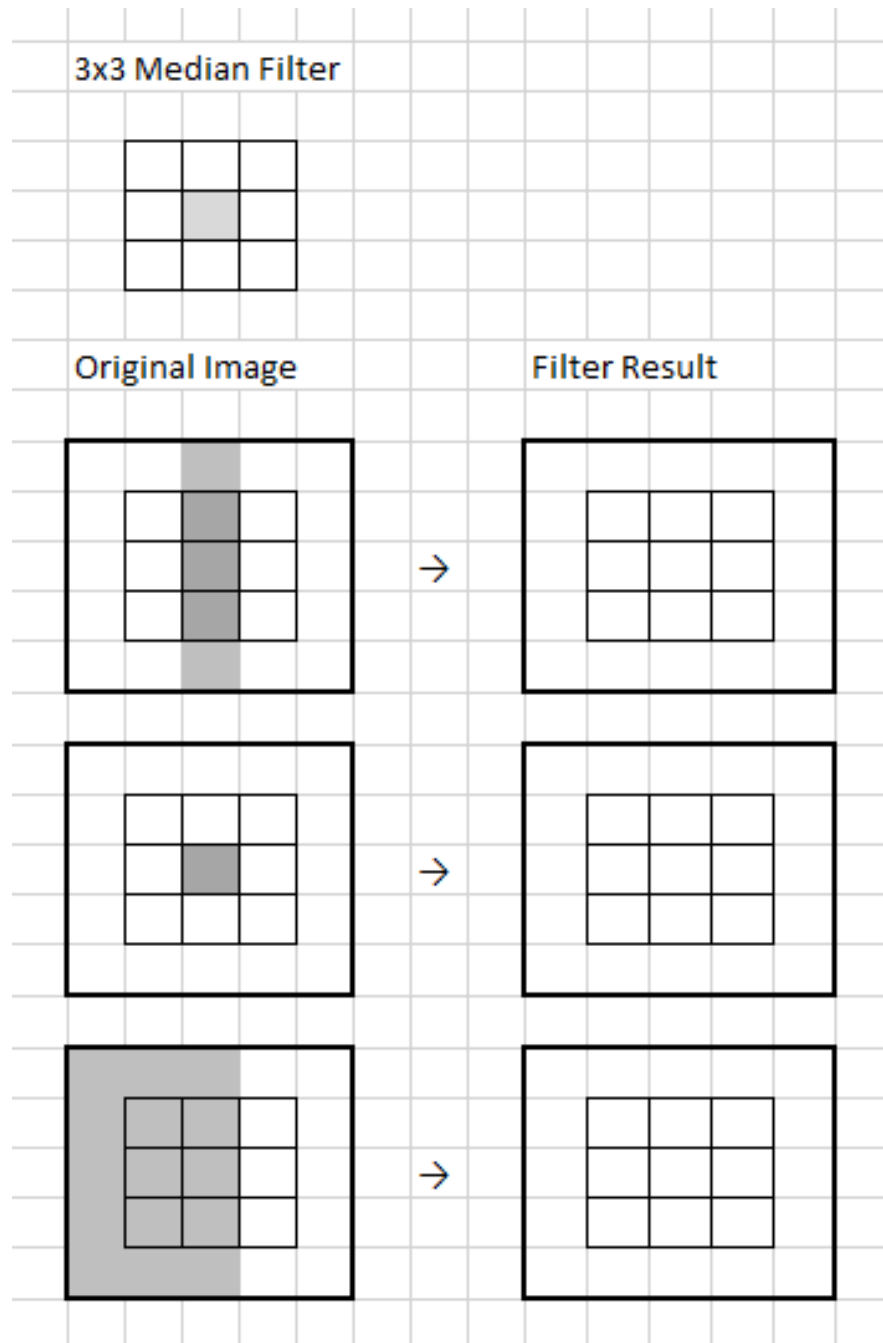 3x3 Median Filter
Original Image
Filter Result
→
→
→